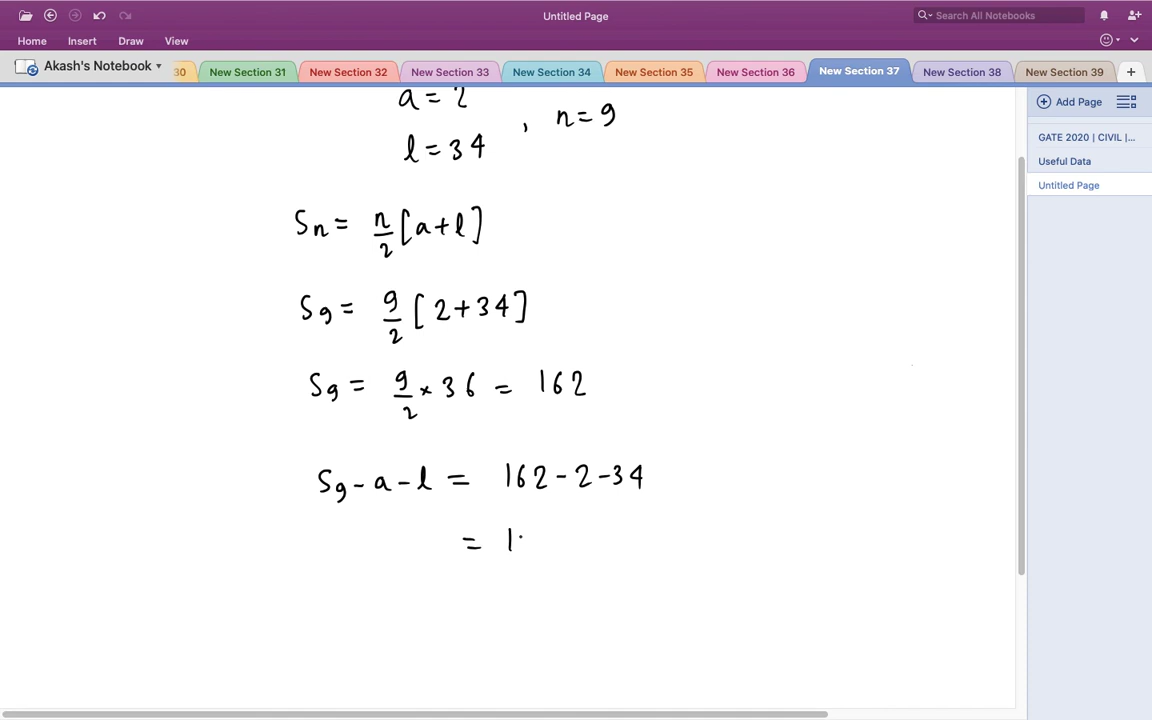 Untitled Page
Search All Notebooks
Home Insert Draw View
Akash's Notebook
30 New Section 31 New Section 32 New Section 33 New Section 34 New Section 35 New Section 36 New Section 37 New Section 38 New Section 39 +
Add Page
GATE 2020 | CIVIL |...
Useful Data
Untitled Page
a = 2
l = 34 , n = 9
Sn = n/2 [a+l]
S9 = 9/2 [2+34]
S9 = 9/2 × 36 = 162
S9 - a - l = 162 - 2 - 34
= 1